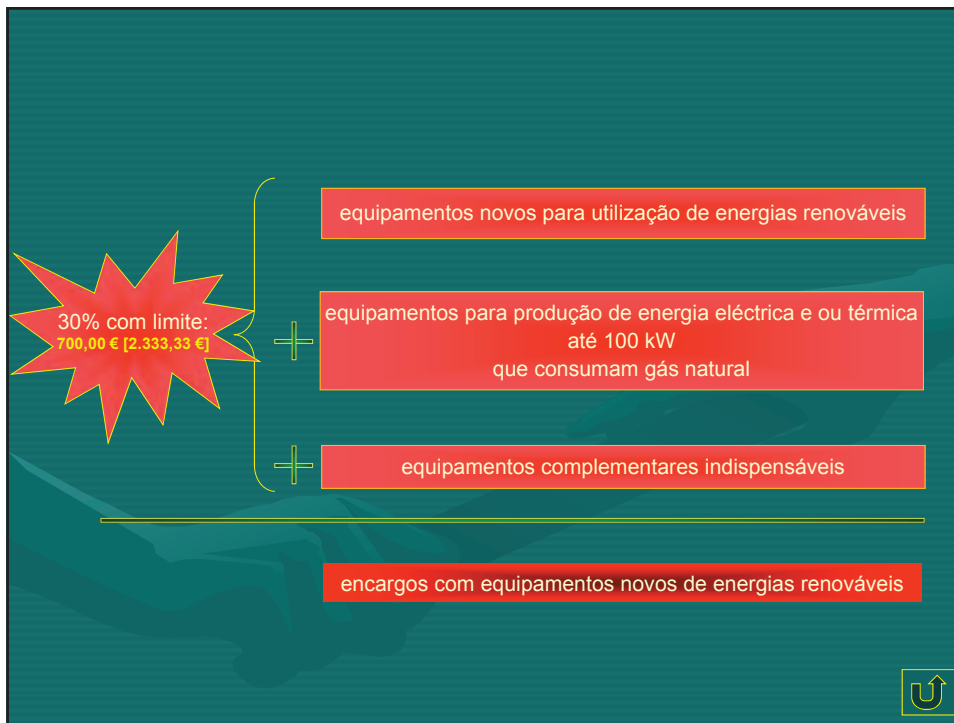 equipamentos novos para utilização de energias renováveis
30% com limite:
700,00 € [2.333,33 €]
equipamentos para produção de energia eléctrica e ou térmica
até 100 kW
que consumam gás natural
equipamentos complementares indispensáveis
encargos com equipamentos novos de energias renováveis